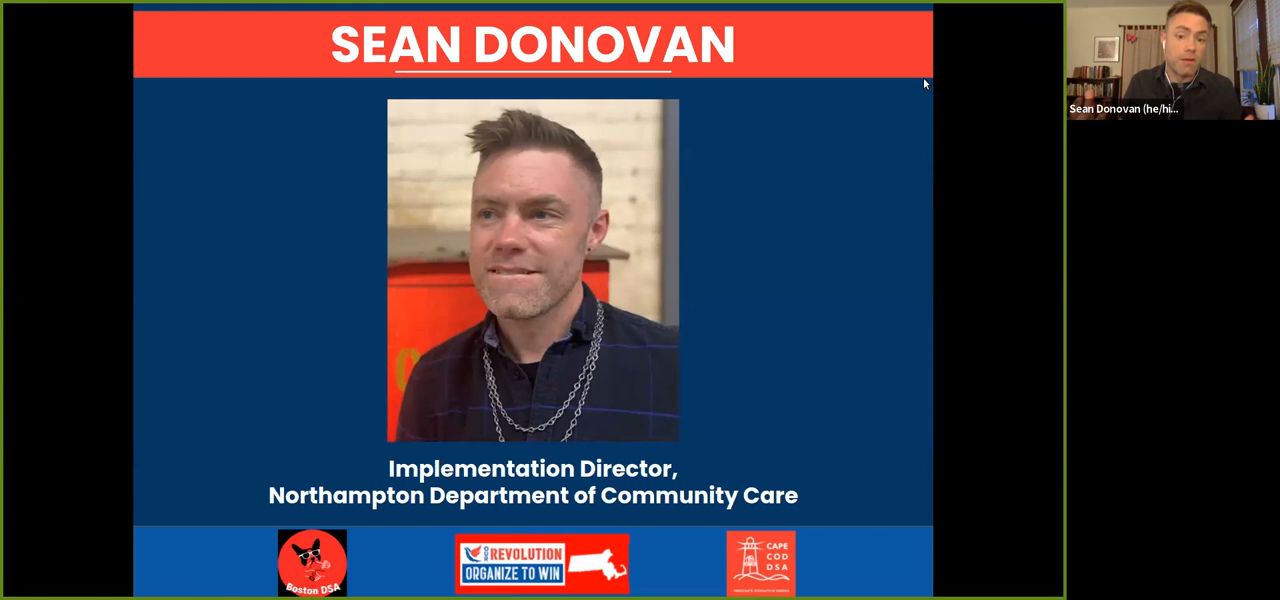 SEAN DONOVAN
Sean Donovan (he/hi...
Implementation Director,
Northampton Department of Community Care
Boston DSA
OUR REVOLUTION
ORGANIZE TO WIN
CAPE
COD
DSA